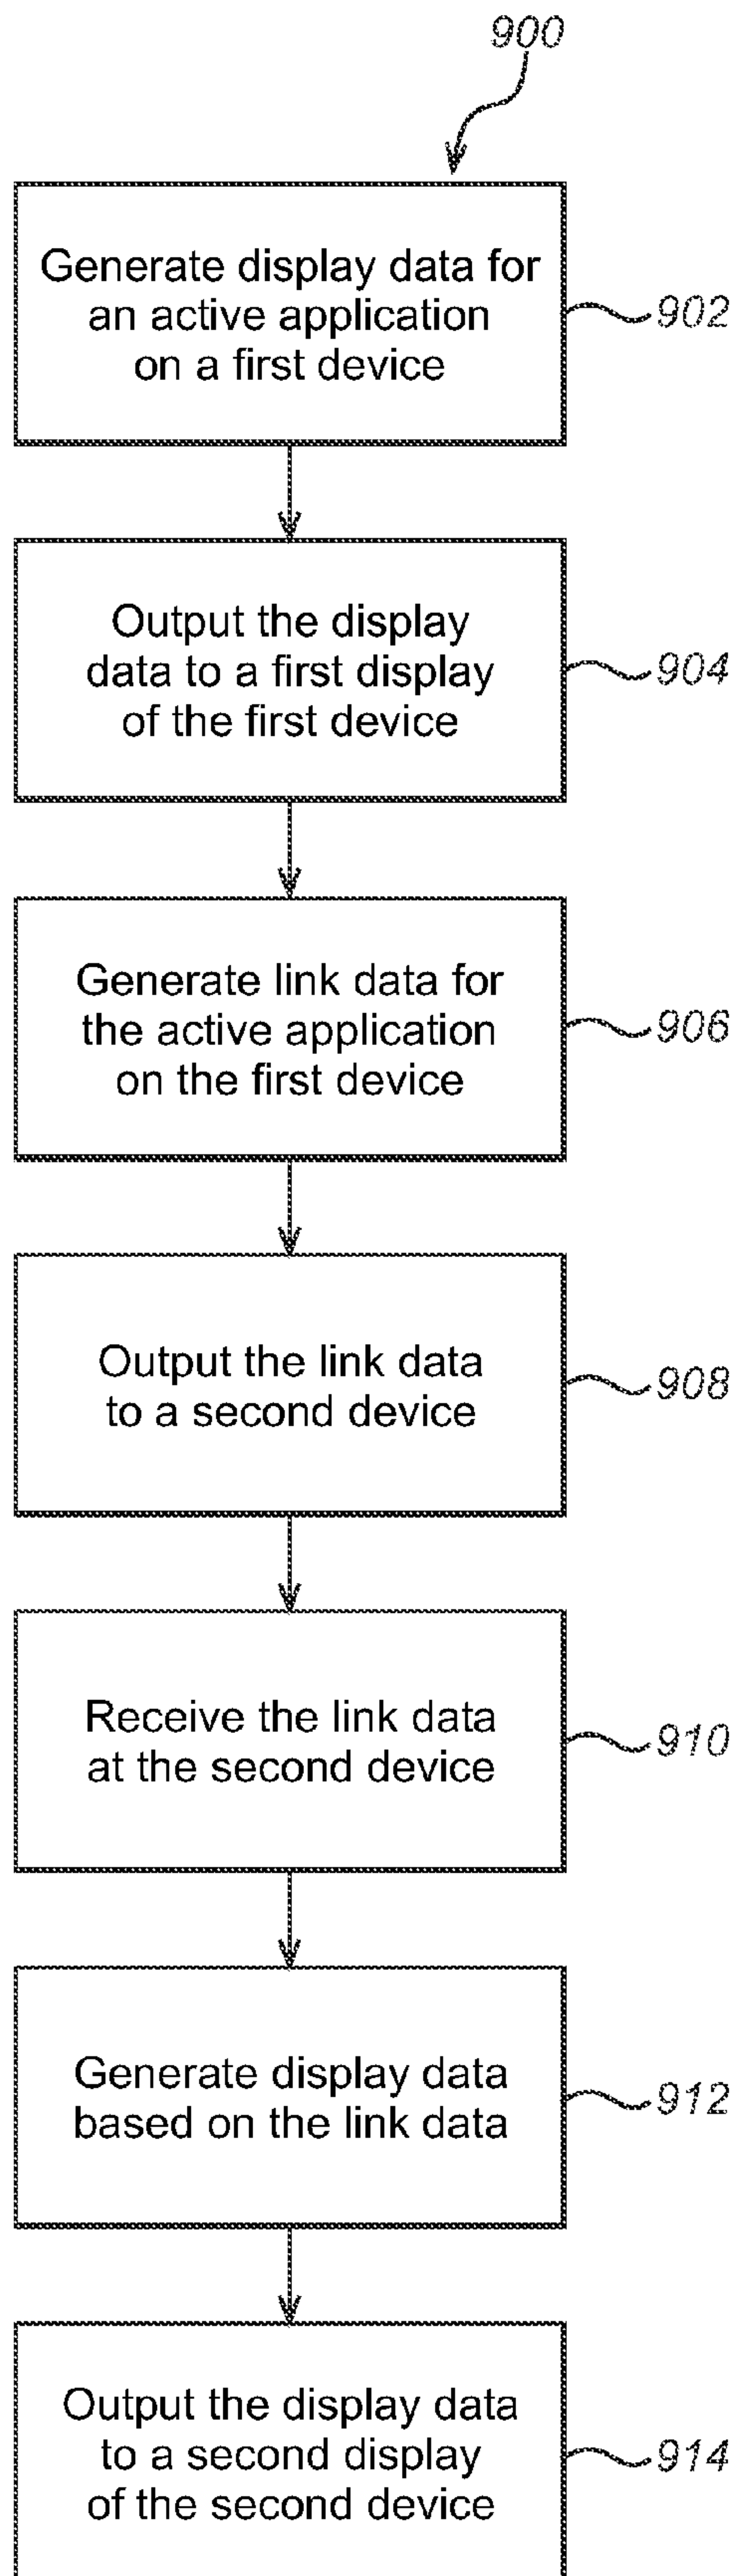 900
Generate display data for
an active application
on a first device
902
Output the display
data to a first display
of the first device
904
Generate link data for
the active application
on the first device
906
Output the link data
to a second device
908
Receive the link data
at the second device
910
Generate display data
based on the link data
912
Output the display data
to a second display
of the second device
914